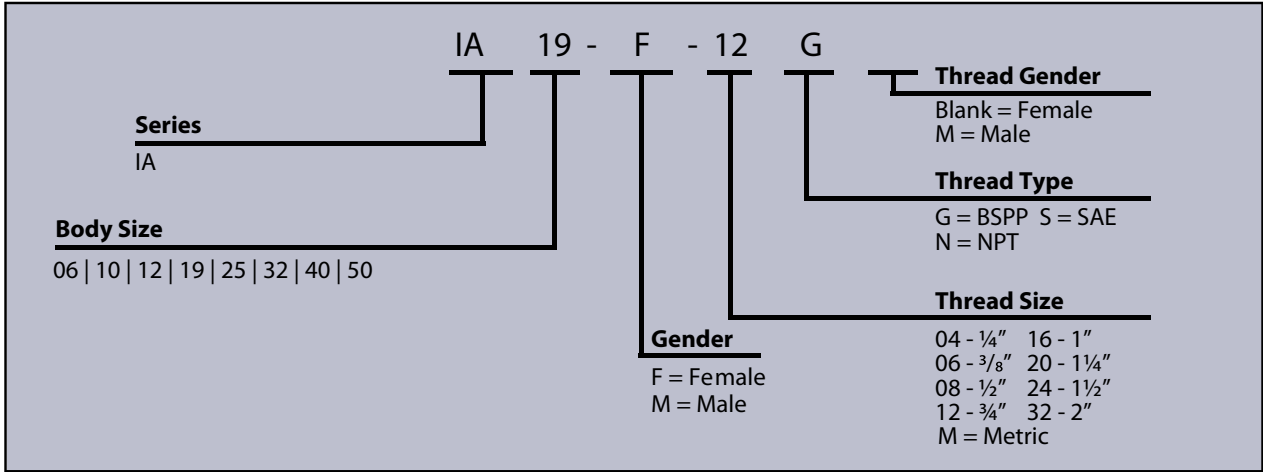 IA 19 - F - 12 G
Thread Gender
Blank = Female
M = Male
Series
IA
Thread Type
G = BSPP S = SAE
N = NPT
Body Size
06 | 10 | 12 | 19 | 25 | 32 | 40 | 50
Thread Size
04 - ¼" 16 - 1"
06 - ³/₈" 20 - 1¼"
08 - ½" 24 - 1½"
12 - ¾" 32 - 2"
M = Metric
Gender
F = Female
M = Male